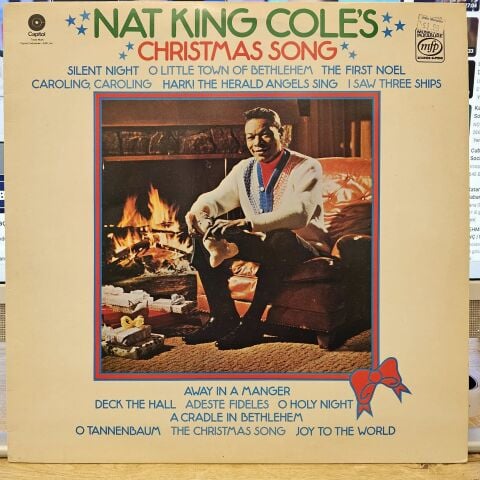 Capitol
NAT KING COLE'S
CHRISTMAS SONG
mfp
SILENT NIGHT O LITTLE TOWN OF BETHLEHEM THE FIRST NOEL
CAROLING, CAROLING HARK! THE HERALD ANGELS SING I SAW THREE SHIPS
AWAY IN A MANGER
DECK THE HALL ADESTE FIDELES O HOLY NIGHT
A CRADLE IN BETHLEHEM
O TANNENBAUM THE CHRISTMAS SONG JOY TO THE WORLD